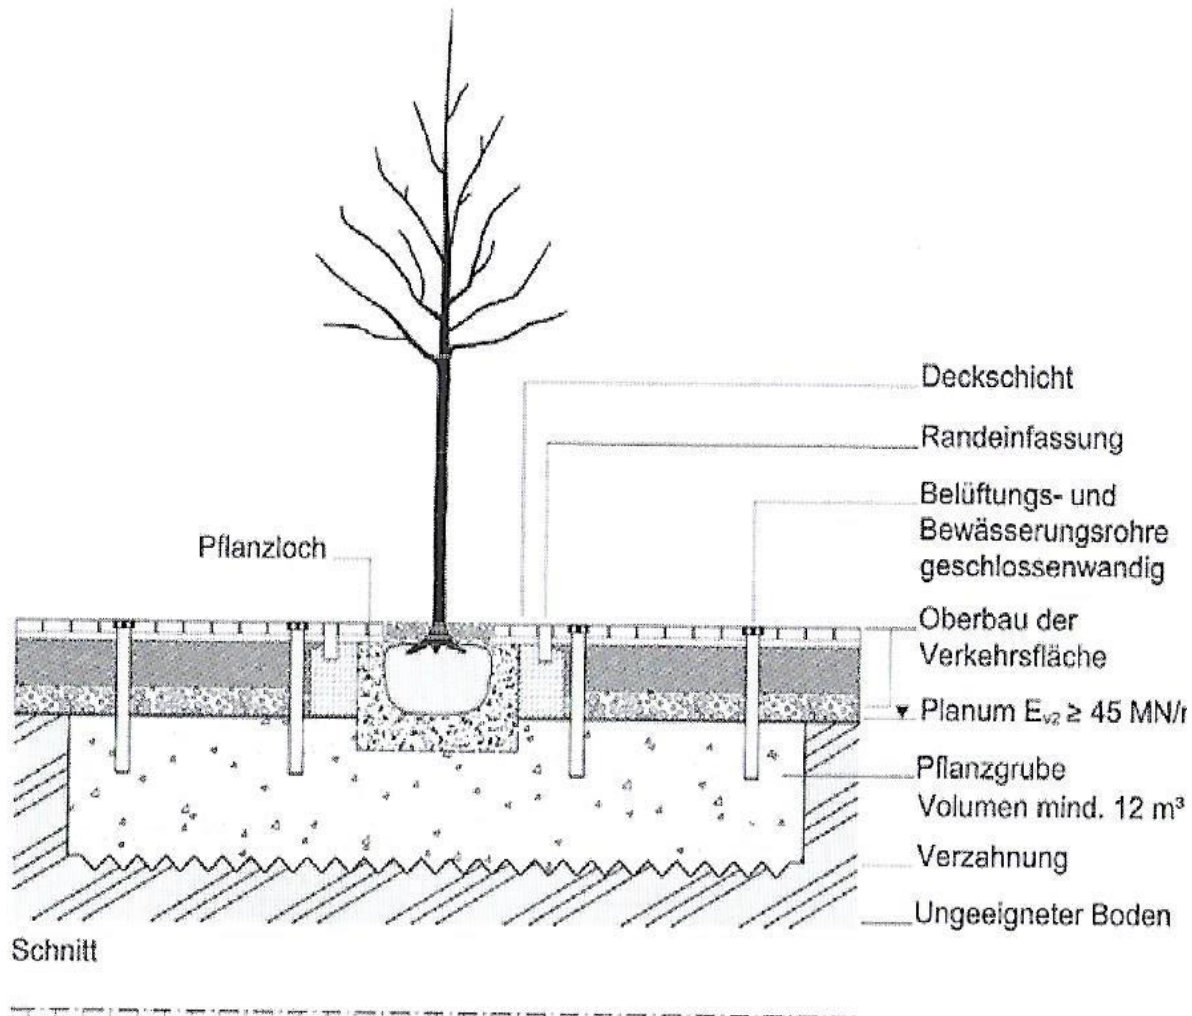 Deckschicht
Randeinfassung
Belüftungs- und
Bewässerungsrohre
geschlossenwandig
Pflanzloch
Oberbau der
Verkehrsfläche
Planum Ev2 ≥ 45 MN/
Pflanzgrube
Volumen mind. 12 m³
Verzahnung
Ungeeigneter Boden
Schnitt